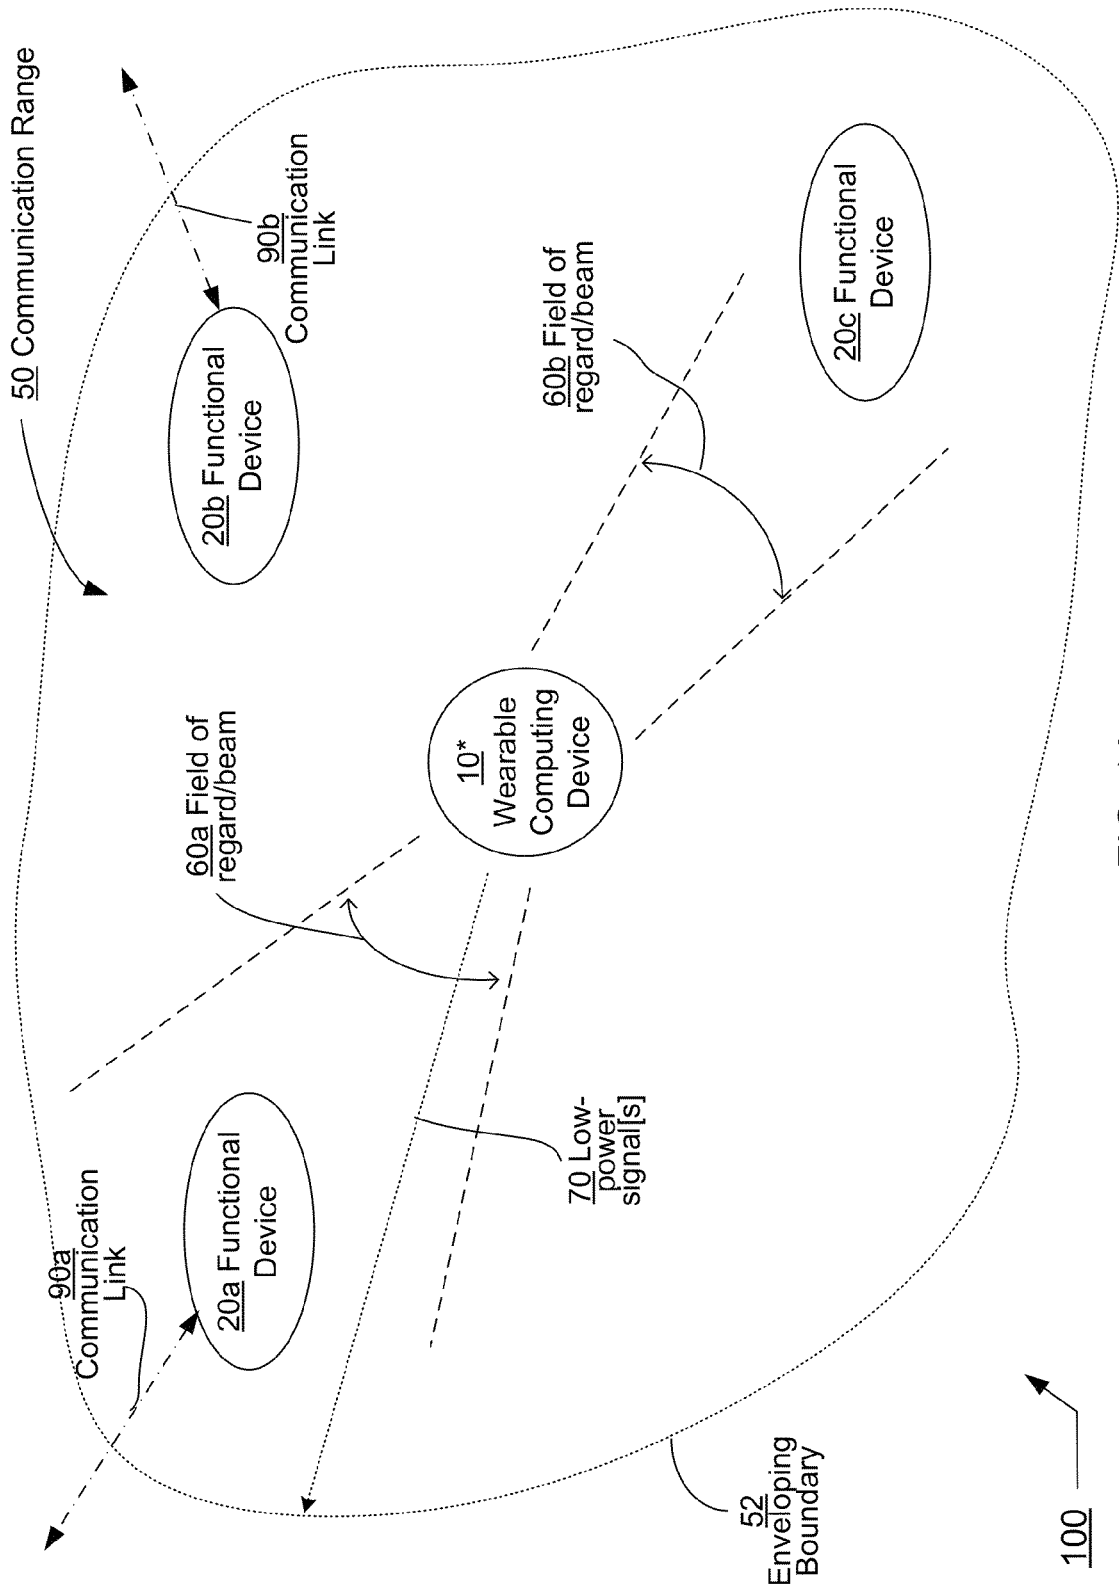 50 Communication Range
90a
Communication
Link
60a Field of
regard/beam
20b Functional
Device
20a Functional
Device
90b
Communication
Link
10*
Wearable
Computing
Device
60b Field of
regard/beam
70 Low-
power
signal[s]
52
Enveloping
Boundary
20c Functional
Device
100